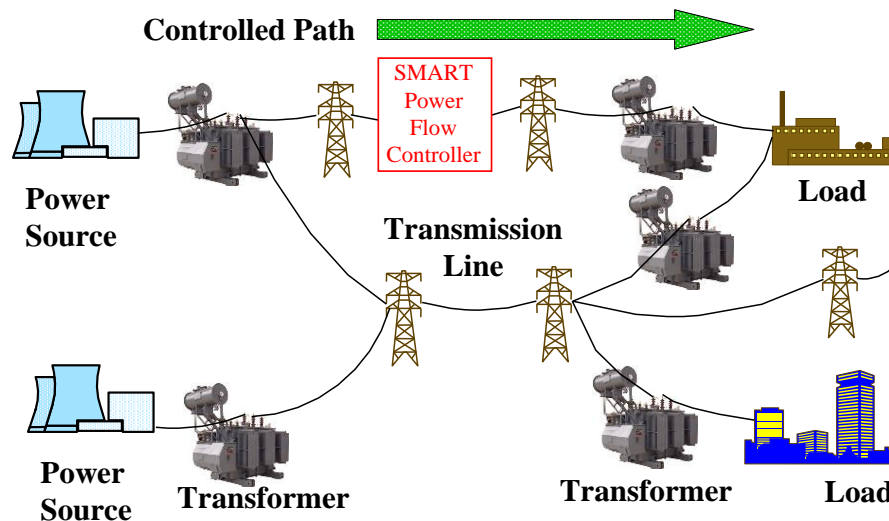 Controlled Path
SMART
Power
Flow
Controller
Power
Source
Load
Transmission
Line
Power
Source
Transformer
Transformer
Load